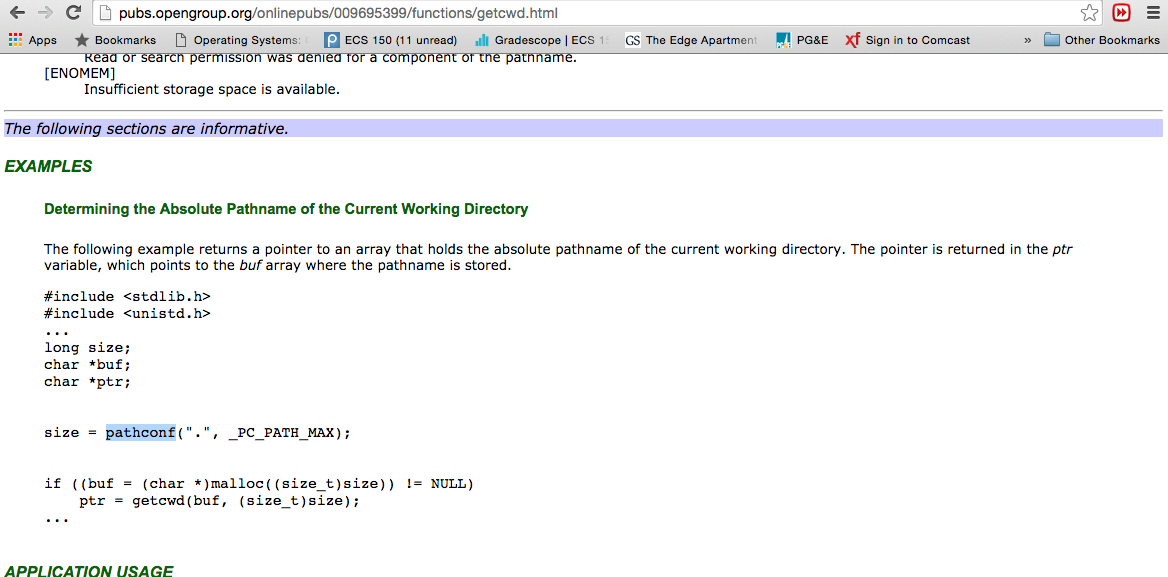 pubs.opengroup.org/onlinepubs/009695399/functions/getcwd.html
Apps Bookmarks Operating Systems: ECS 150 (11 unread) Gradescope | ECS 15 GS The Edge Apartment PG&E xf Sign in to Comcast » Other Bookmarks
Read or search permission was denied for a component of the pathname.
[ENOMEM]
Insufficient storage space is available.
The following sections are informative.
EXAMPLES
Determining the Absolute Pathname of the Current Working Directory
The following example returns a pointer to an array that holds the absolute pathname of the current working directory. The pointer is returned in the ptr
variable, which points to the buf array where the pathname is stored.
#include <stdlib.h>
#include <unistd.h>
...
long size;
char *buf;
char *ptr;
size = pathconf(".", _PC_PATH_MAX);
if ((buf = (char *)malloc((size_t)size)) != NULL)
ptr = getcwd(buf, (size_t)size);
...
APPLICATION USAGE